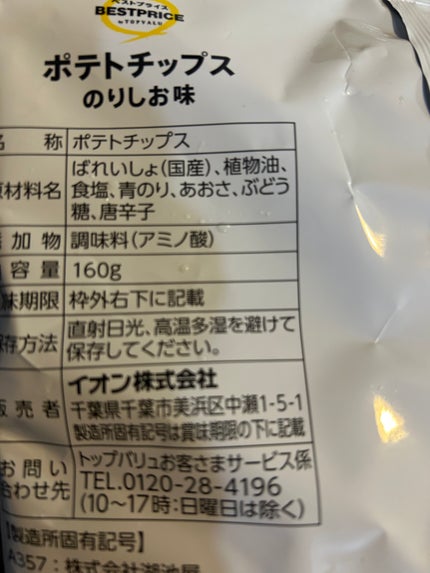 ベストプライス
BESTPRICE
by TOPVALU
ポテトチップス
のりしお味
名 称 ポテトチップス
原材料名 ばれいしょ(国産)、植物油、
食塩、青のり、あおさ、ぶどう
糖、唐辛子
添加物 調味料(アミノ酸)
内容量 160g
賞味期限 枠外右下に記載
保存方法 直射日光、高温多湿を避けて
保存してください。
販売者 イオン株式会社
千葉県千葉市美浜区中瀬1-5-1
製造所固有記号は賞味期限の下に記載
お問い合わせ先 トップバリュお客さまサービス係
TEL.0120-28-4196
(10〜17時:日曜日は除く)
【製造所固有記号】
A357:株式会社湖池屋